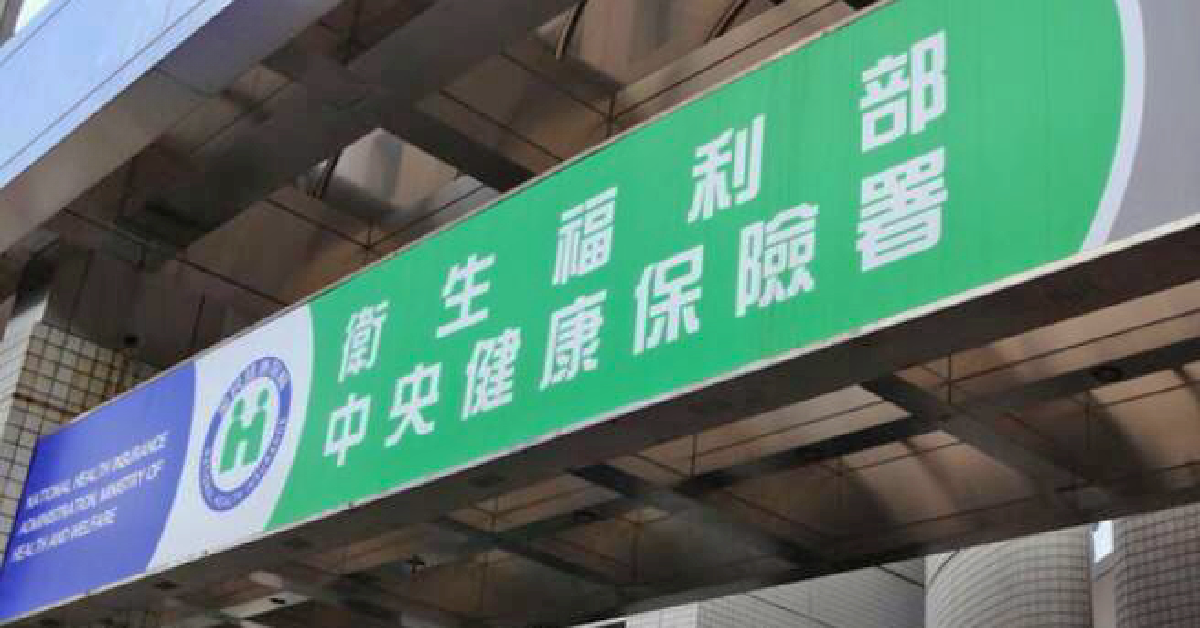 衛生福利部
中央健康保險署
NATIONAL HEALTH INSURANCE
ADMINISTRATION, MINISTRY OF
HEALTH AND WELFARE